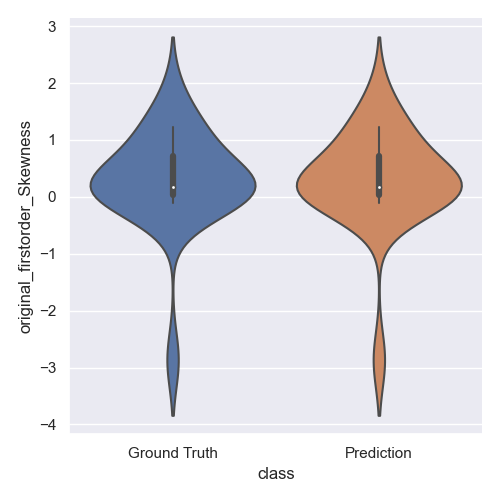 3
2
1
0
−1
−2
−3
−4
original_firstorder_Skewness
Ground Truth
Prediction
class